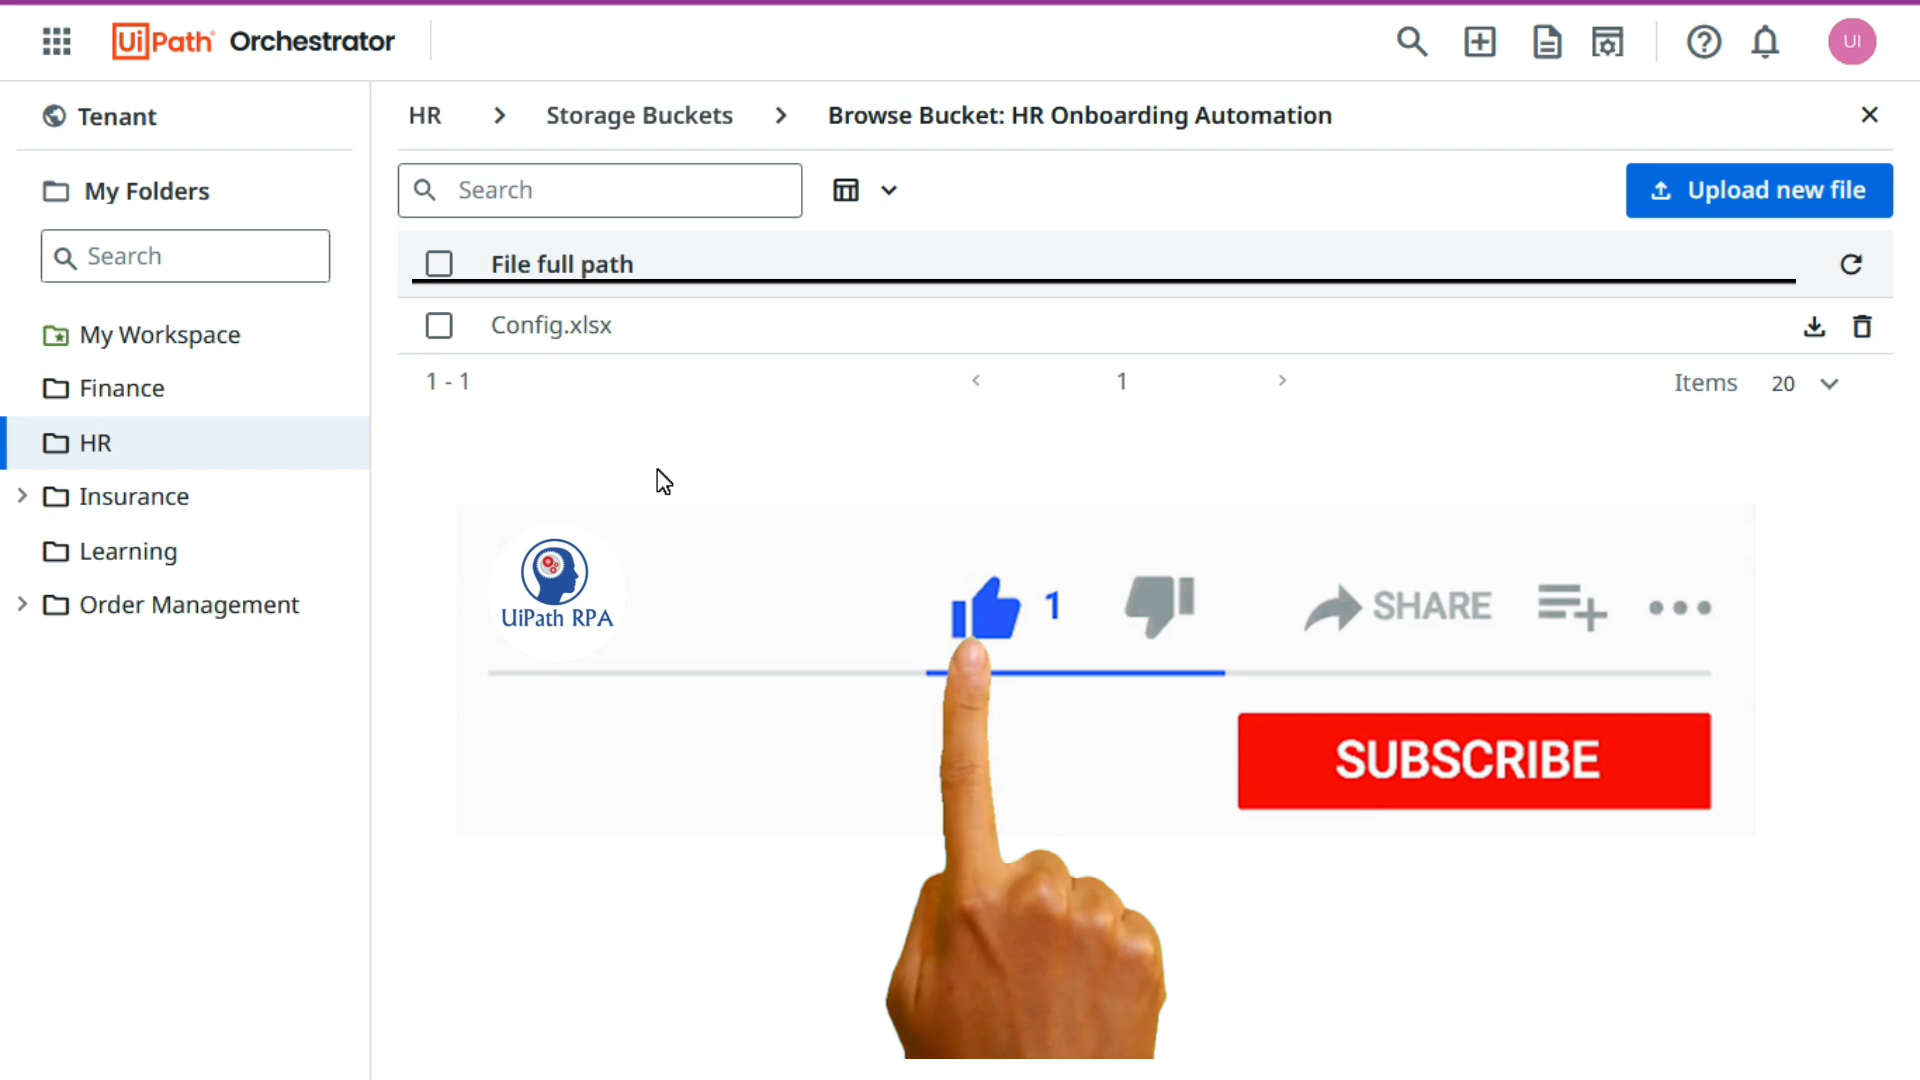 UiPath Orchestrator
UI
Tenant
My Folders
Search
My Workspace
Finance
HR
Insurance
Learning
Order Management
HR > Storage Buckets > Browse Bucket: HR Onboarding Automation
Search
Upload new file
File full path
Config.xlsx
1 - 1
1
Items 20
UiPath RPA
1
SHARE
SUBSCRIBE